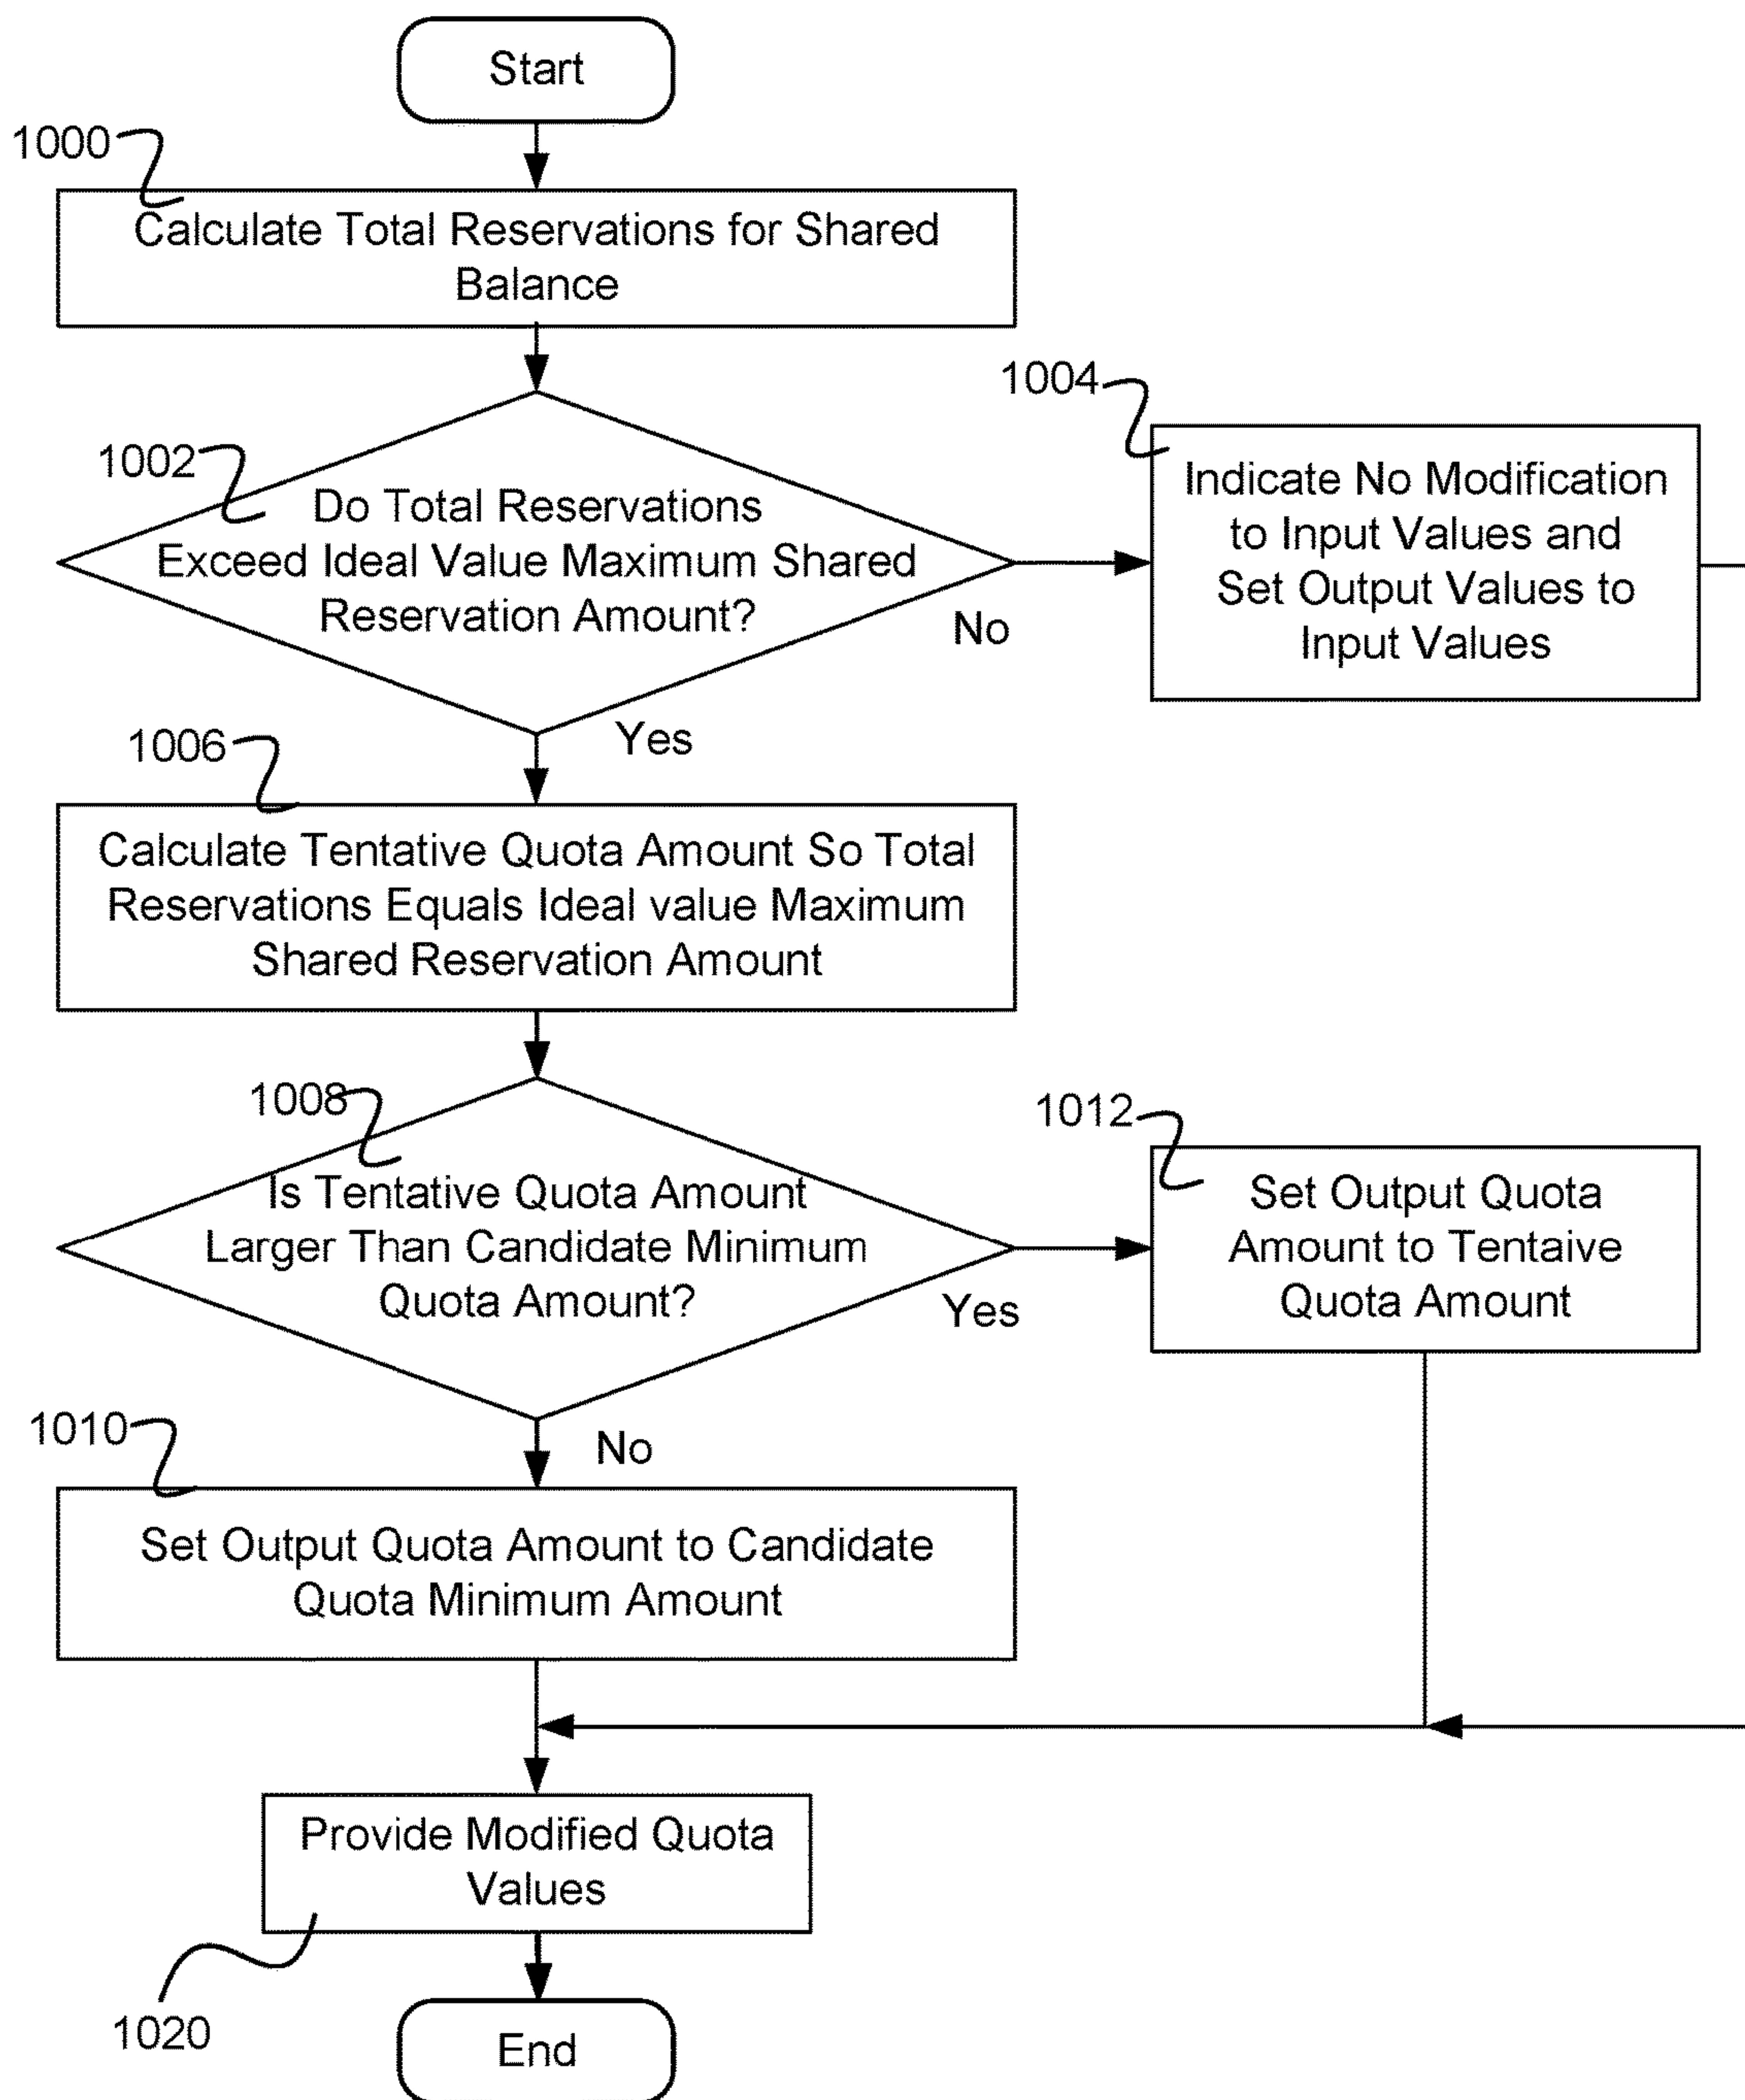 Start
1000
Calculate Total Reservations for Shared
Balance
1002
Do Total Reservations
Exceed Ideal Value Maximum Shared
Reservation Amount?
No
1004
Indicate No Modification
to Input Values and
Set Output Values to
Input Values
Yes
1006
Calculate Tentative Quota Amount So Total
Reservations Equals Ideal value Maximum
Shared Reservation Amount
1008
Is Tentative Quota Amount
Larger Than Candidate Minimum
Quota Amount?
Yes
1012
Set Output Quota
Amount to Tentaive
Quota Amount
No
1010
Set Output Quota Amount to Candidate
Quota Minimum Amount
Provide Modified Quota
Values
1020
End